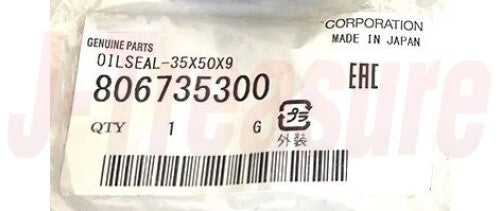 CORPORATION
GENUINE PARTS MADE IN JAPAN
OILSEAL-35X50X9
806735300 EAC
QTY 1 G プラ
外装
J-Treasure